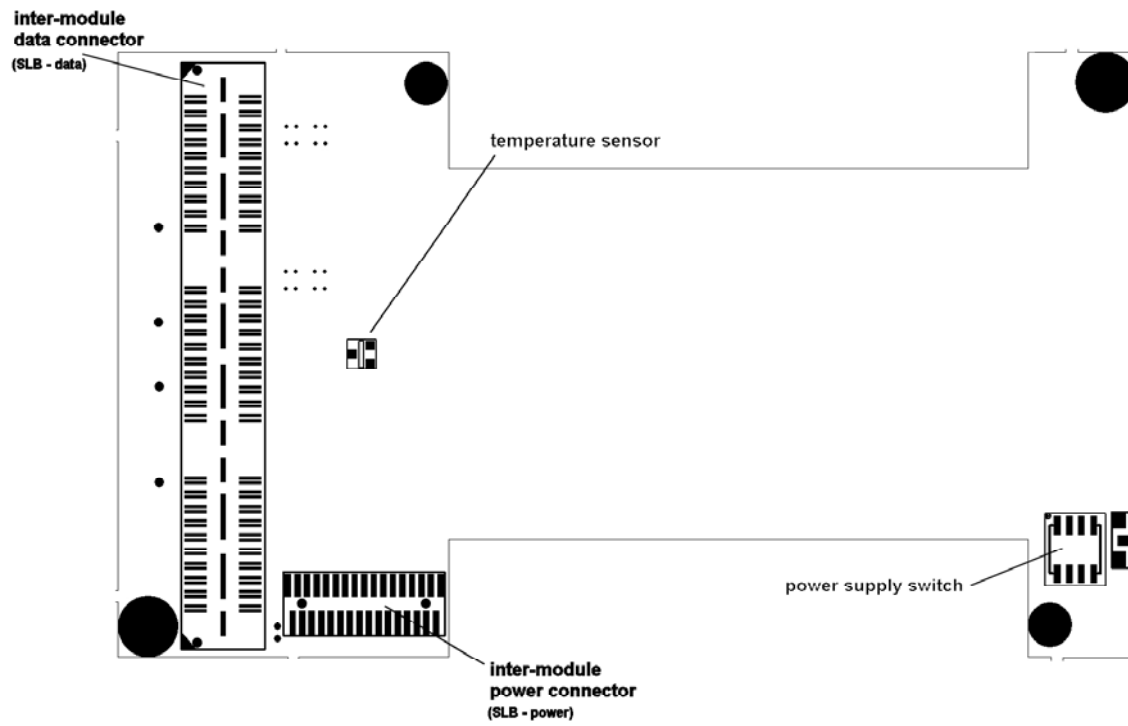 inter-module
data connector
(SLB - data)
temperature sensor
power supply switch
inter-module
power connector
(SLB - power)